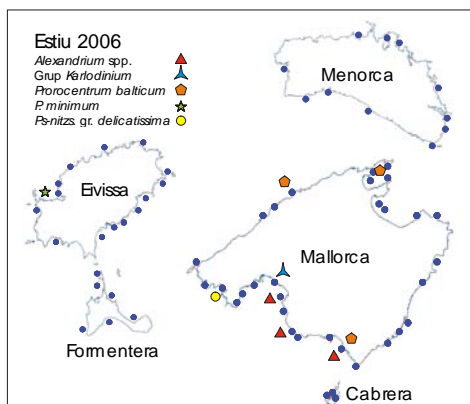 Estiu 2006
Alexandrium spp.
Grup Karlodinium
Prorocentrum balticum
P. minimum
Ps-nitzs. gr. delicatissima
Menorca
Eivissa
Mallorca
Formentera
Cabrera